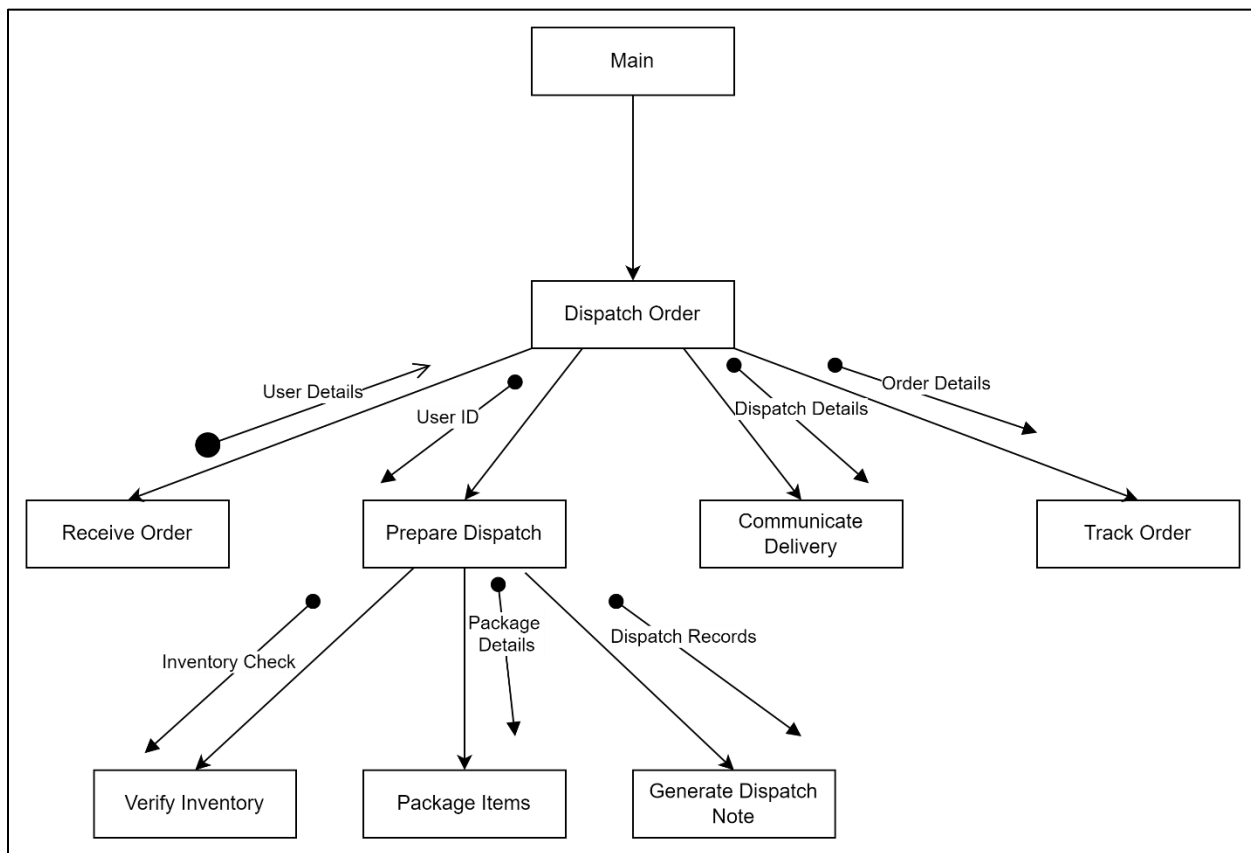 Main
Dispatch Order
User Details
User ID
Dispatch Details
Order Details
Receive Order
Prepare Dispatch
Communicate
Delivery
Track Order
Inventory Check
Package
Details
Dispatch Records
Verify Inventory
Package Items
Generate Dispatch
Note